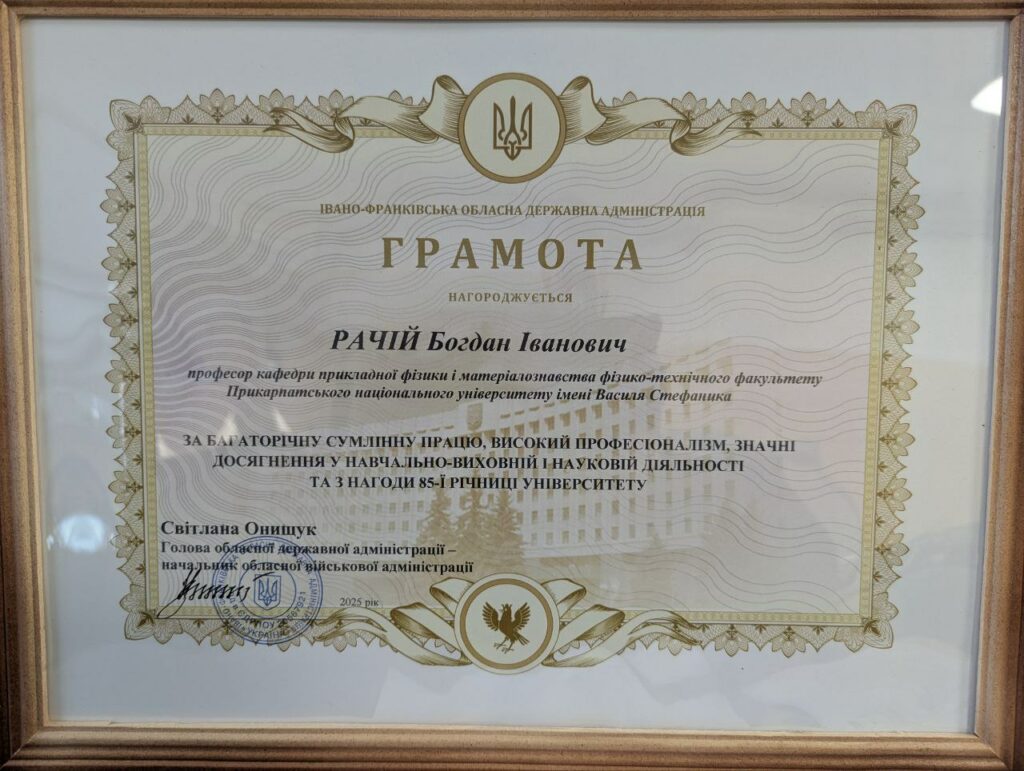 ІВАНО-ФРАНКІВСЬКА ОБЛАСНА ДЕРЖАВНА АДМІНІСТРАЦІЯ
ГРАМОТА
НАГОРОДЖУЄТЬСЯ
РАЧІЙ Богдан Іванович
професор кафедри прикладної фізики і матеріалознавства фізико-технічного факультету
Прикарпатського національного університету імені Василя Стефаника
ЗА БАГАТОРІЧНУ СУМЛІННУ ПРАЦЮ, ВИСОКИЙ ПРОФЕСІОНАЛІЗМ, ЗНАЧНІ
ДОСЯГНЕННЯ У НАВЧАЛЬНО-ВИХОВНІЙ І НАУКОВІЙ ДІЯЛЬНОСТІ
ТА З НАГОДИ 85-Ї РІЧНИЦІ УНІВЕРСИТЕТУ
Світлана Онищук
Голова обласної державної адміністрації –
начальник обласної військової адміністрації
2025 рік